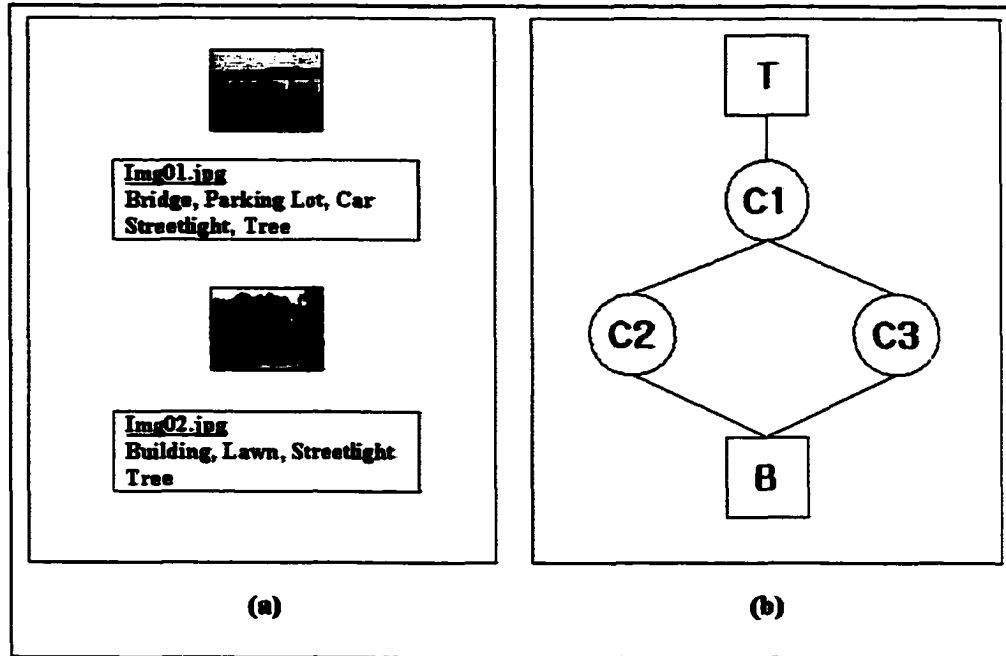 Img01.jpg
Bridge, Parking Lot, Car
Streetlight, Tree
Img02.jpg
Building, Lawn, Streetlight
Tree
(a)
T
C1
C2
C3
B
(b)